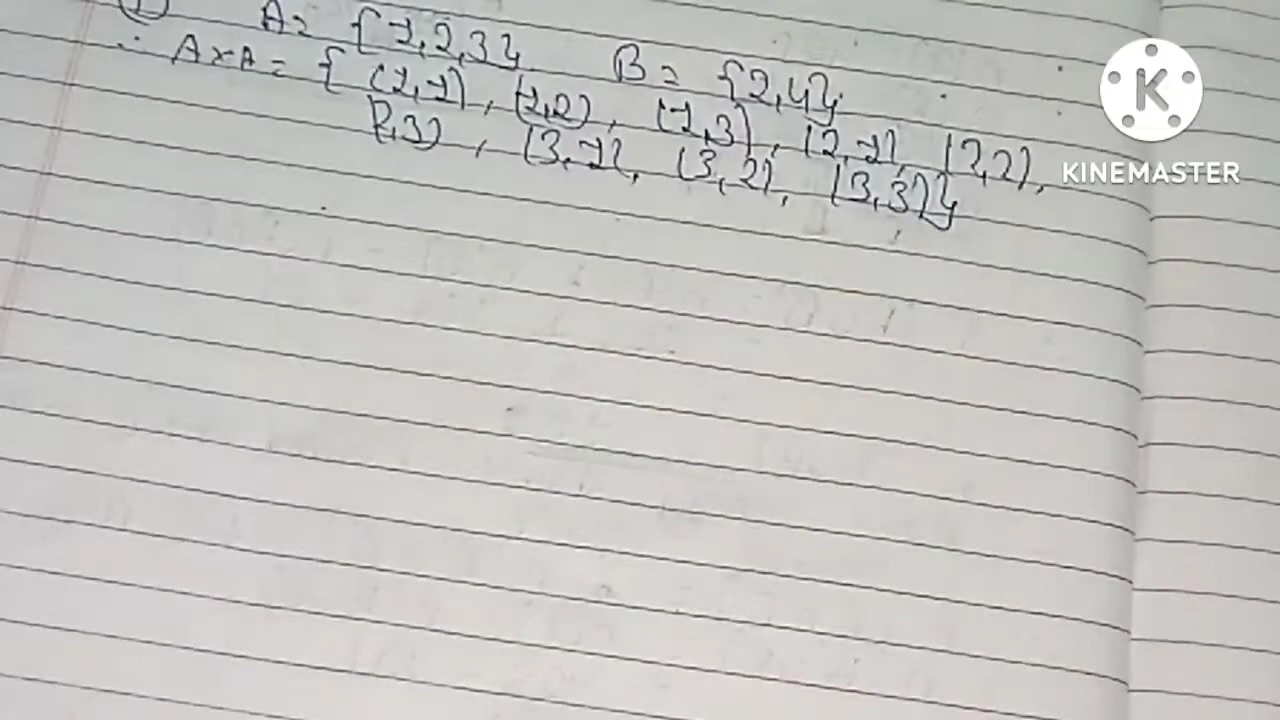 ① A = {1,2,3} B = {2,4}
∴ A×A = { (1,1), (1,2), (1,3), (2,1), (2,2),
(2,3), (3,1), (3,2), (3,3)}
K
KINEMASTER